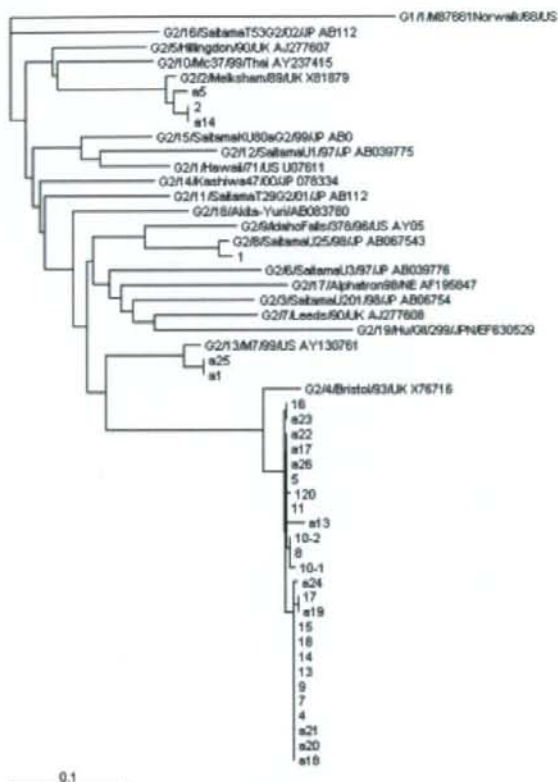 G1/1/M87661Norwalk/68/US
G2/16/SaitamaT53G2/02/JP AB112
G2/5/Hillingdon/90/UK AJ277607
G2/10/Mc37/99/Thai AY237415
G2/2/Melksham/89/UK X81879
a5
2
a14
G2/15/SaitamaKU80aG2/99/JP AB0
G2/12/SaitamaU1/97/JP AB039775
G2/1/Hawaii/71/US U07611
G2/14/Kashiwa47/00/JP 078334
G2/11/SaitamaT29G2/01/JP AB112
G2/18/Akita-Yuri/AB083780
G2/9/IdahoFalls/378/96/US AY05
G2/8/SaitamaU25/98/JP AB067543
1
G2/6/SaitamaU3/97/JP AB039776
G2/17/Alphatron98/NE AF195847
G2/3/SaitamaU201/98/JP AB06754
G2/7/Leeds/90/UK AJ277608
G2/19/Hu/GII/299/JPN/EF630529
G2/13/M7/99/US AY130761
a25
a1
G2/4/Bristol/93/UK X76716
16
a23
a22
a17
a26
5
120
11
a13
10-2
8
10-1
a24
17
a19
15
18
14
13
9
7
4
a21
a20
a18
0.1